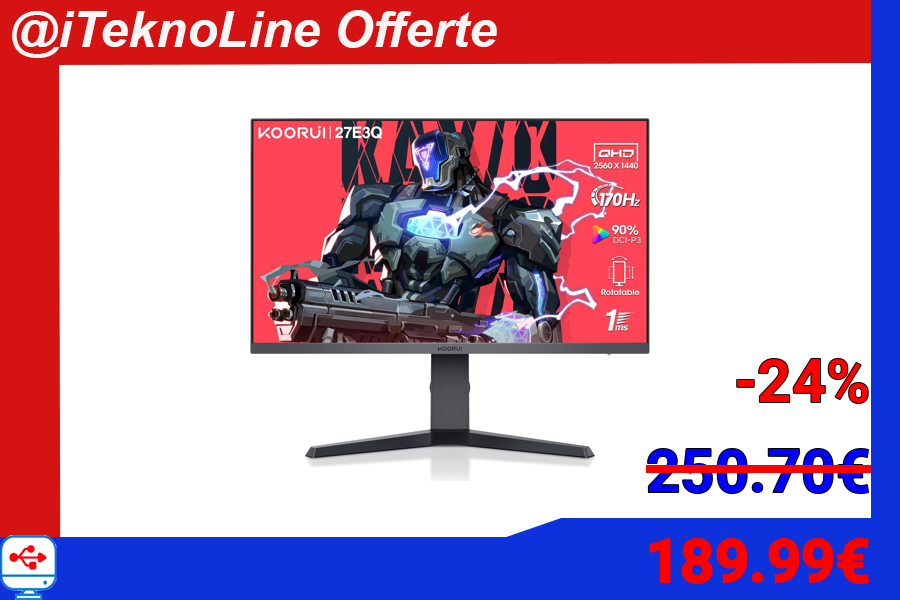 @iTeknoLine Offerte
KOORUI | 27E3Q
QHD
2560 X 1440
170Hz
90%
DCI-P3
Rotatable
1ms
KOORUI
-24%
250.70€
189.99€